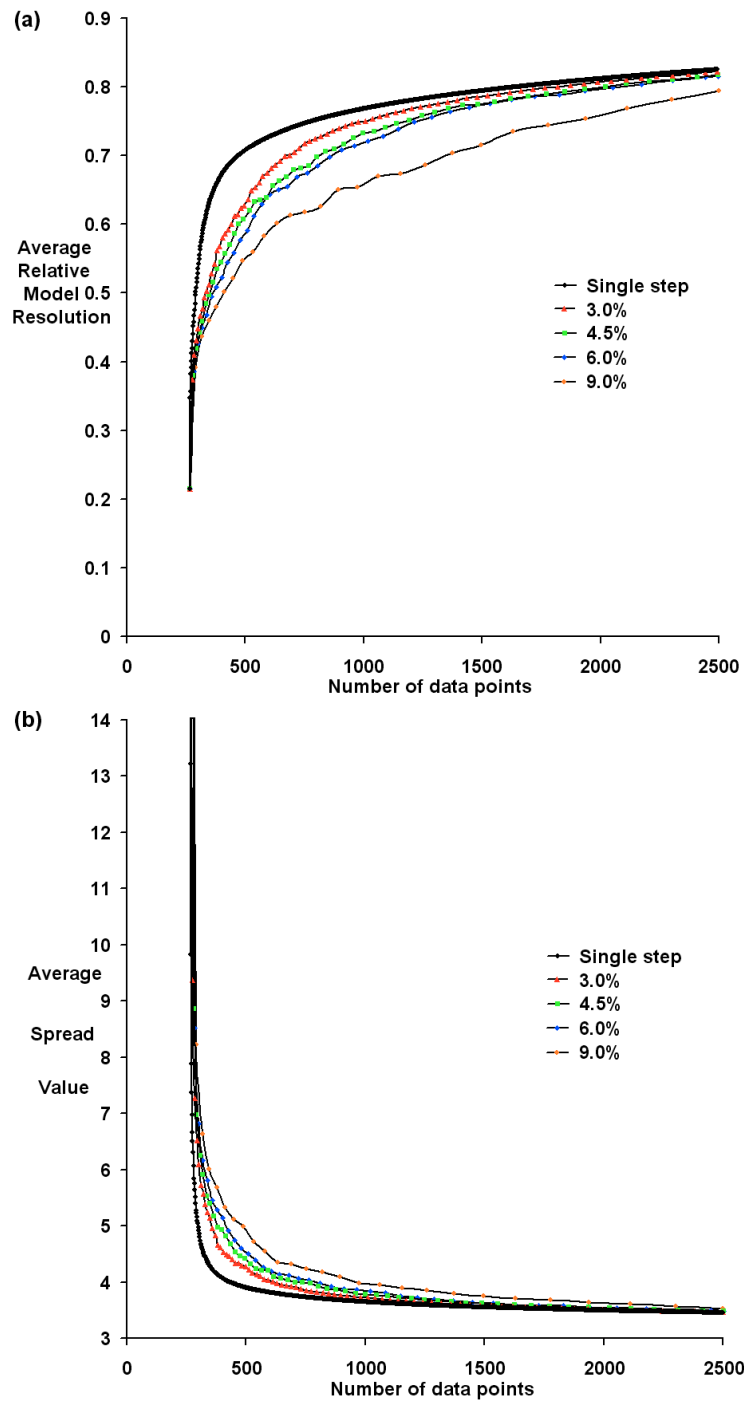 (a)
0.9
0.8
0.7
0.6
0.5
0.4
0.3
0.2
0.1
0
Average
Relative
Model
Resolution
Single step
3.0%
4.5%
6.0%
9.0%
0 500 1000 1500 2000 2500
Number of data points
(b)
14
13
12
11
10
9
8
7
6
5
4
3
Average
Spread
Value
Single step
3.0%
4.5%
6.0%
9.0%
0 500 1000 1500 2000 2500
Number of data points